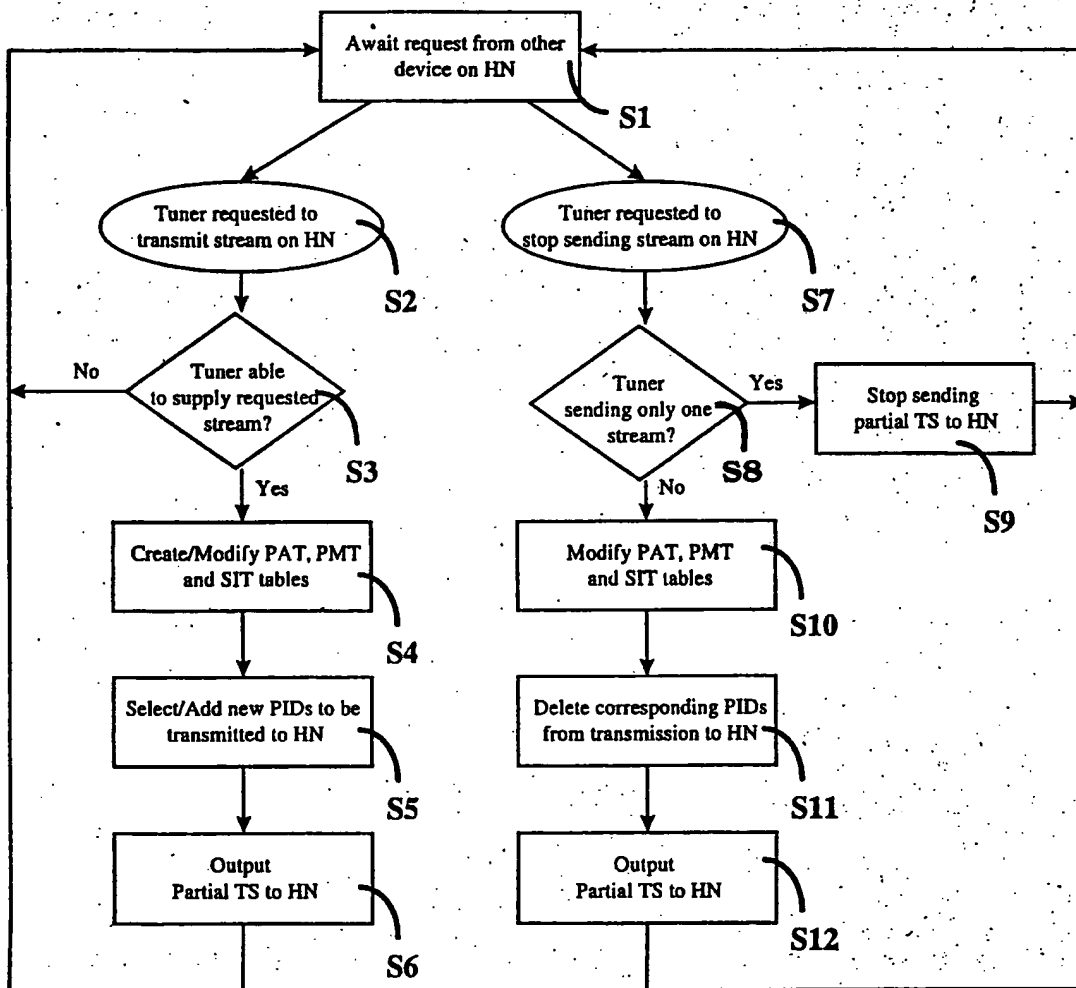 Await request from other
device on HN
S1
Tuner requested to
transmit stream on HN
S2
Tuner requested to
stop sending stream on HN
S7
No
Tuner able
to supply requested
stream?
S3
Yes
Tuner
sending only one
stream?
S8
Yes
No
Stop sending
partial TS to HN
S9
Create/Modify PAT, PMT
and SIT tables
S4
Modify PAT, PMT
and SIT tables
S10
Select/Add new PIDs to be
transmitted to HN
S5
Delete corresponding PIDs
from transmission to HN
S11
Output
Partial TS to HN
S6
Output
Partial TS to HN
S12